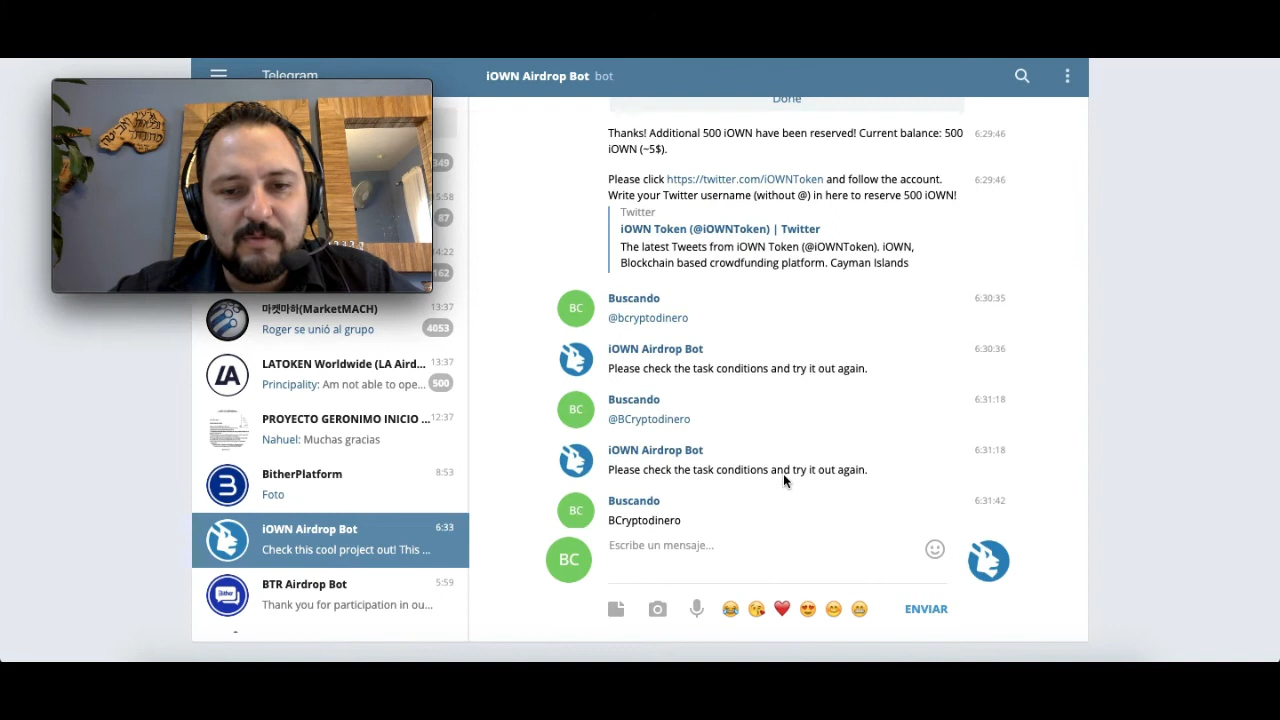 Telegram
iOWN Airdrop Bot bot
Done
Thanks! Additional 500 iOWN have been reserved! Current balance: 500 6:29:46
iOWN (~5$).
Please click https://twitter.com/iOWNToken and follow the account. 6:29:46
Write your Twitter username (without @) in here to reserve 500 iOWN!
Twitter
iOWN Token (@iOWNToken) | Twitter
The latest Tweets from iOWN Token (@iOWNToken). iOWN,
Blockchain based crowdfunding platform. Cayman Islands
BC Buscando 6:30:35
@bcryptodinero
iOWN Airdrop Bot 6:30:36
Please check the task conditions and try it out again.
BC Buscando 6:31:18
@BCryptodinero
iOWN Airdrop Bot 6:31:18
Please check the task conditions and try it out again.
BC Buscando 6:31:42
BCryptodinero
BC Escribe un mensaje...
ENVIAR
349
15:58
87
14:22
162
마켓마하(MarketMACH) 13:37
Roger se unió al grupo 4053
LA LATOKEN Worldwide (LA Aird... 13:37
Principality: Am not able to ope... 500
PROYECTO GERONIMO INICIO ... 12:37
Nahuel: Muchas gracias
BitherPlatform 8:53
Foto
iOWN Airdrop Bot 6:33
Check this cool project out! This ...
BTR Airdrop Bot 5:59
Thank you for participation in ou...